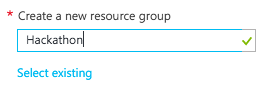 * Create a new resource group
Hackathon
Select existing